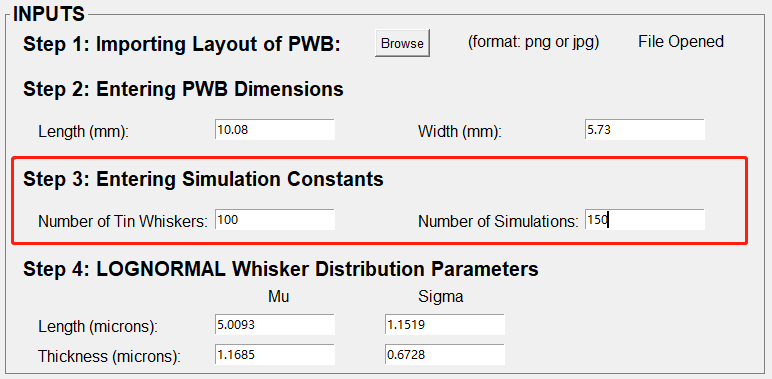 INPUTS
Step 1: Importing Layout of PWB: Browse (format: png or jpg) File Opened
Step 2: Entering PWB Dimensions
Length (mm): 10.08 Width (mm): 5.73
Step 3: Entering Simulation Constants
Number of Tin Whiskers: 100 Number of Simulations: 150
Step 4: LOGNORMAL Whisker Distribution Parameters
Mu Sigma
Length (microns): 5.0093 1.1519
Thickness (microns): 1.1685 0.6728